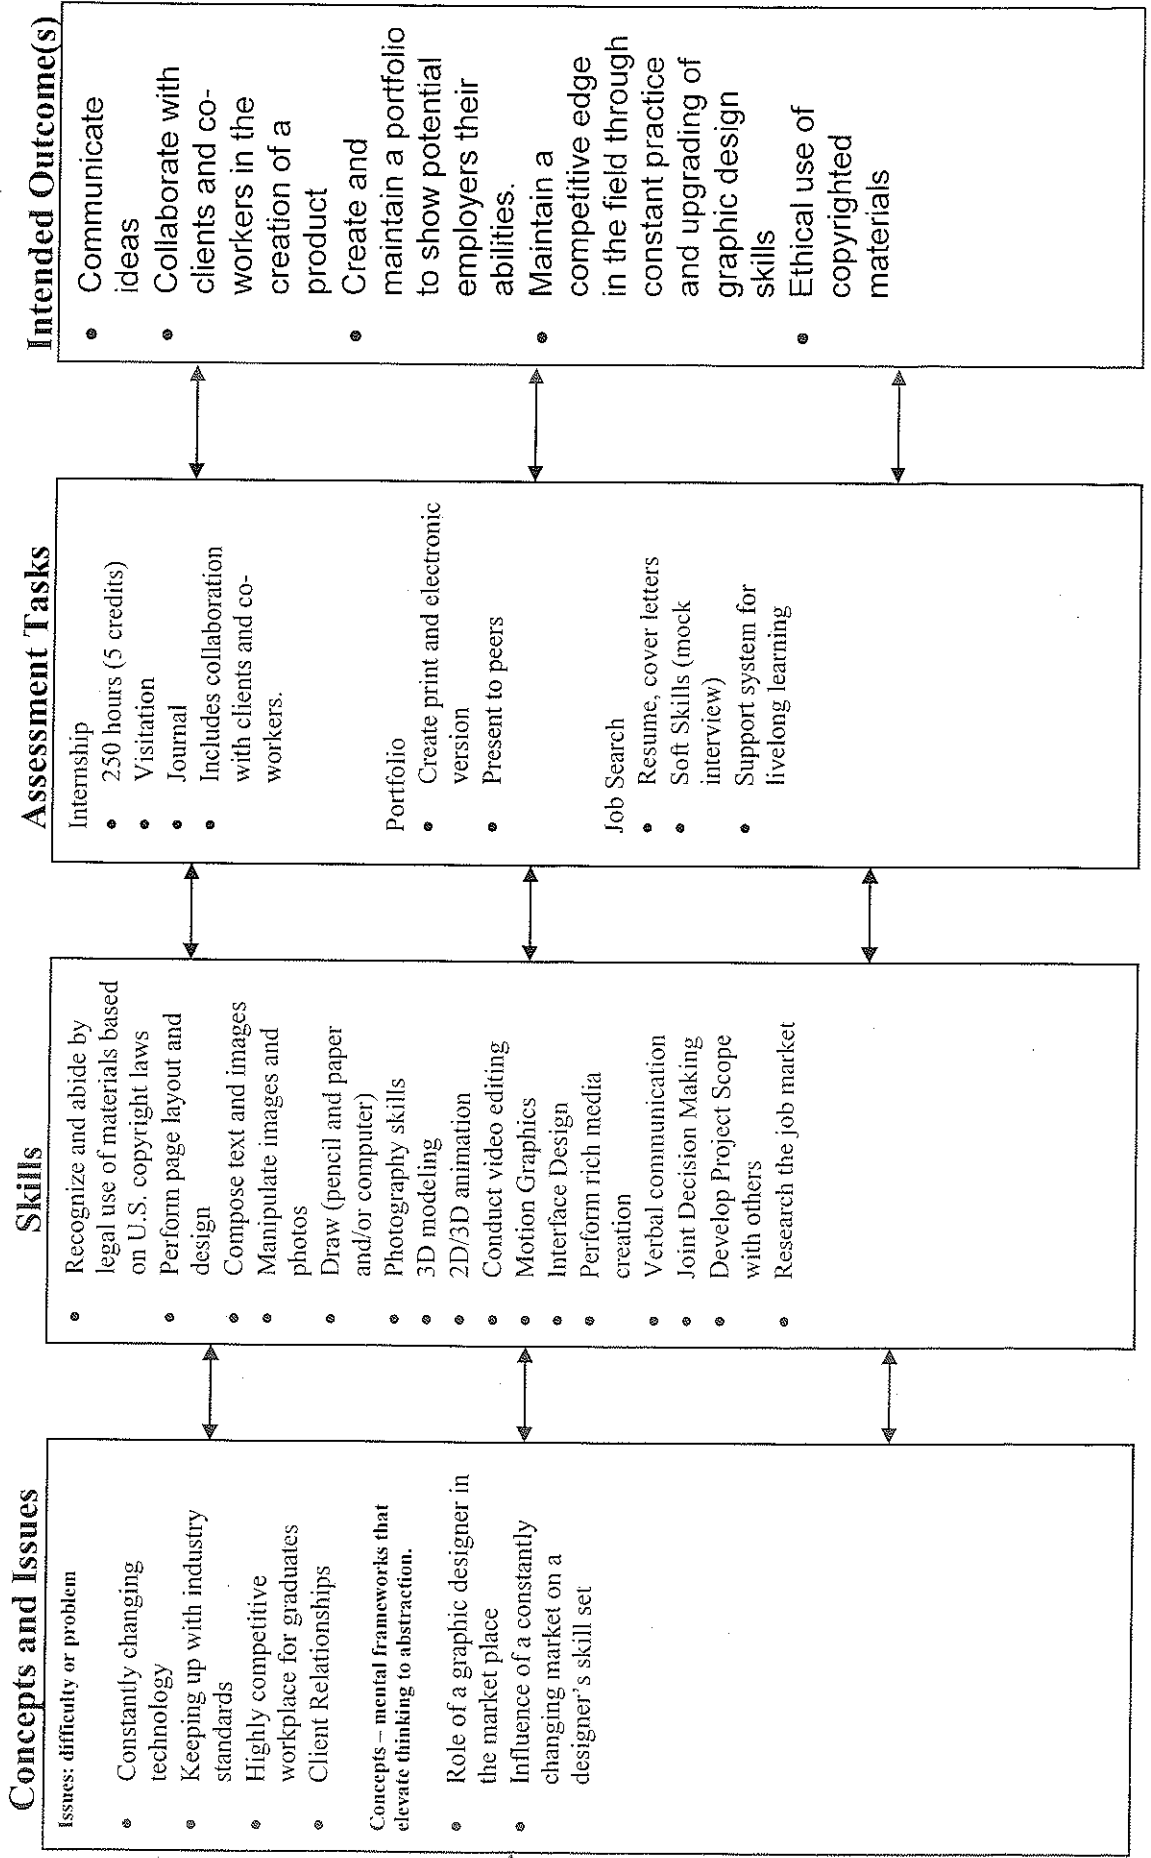 Concepts and Issues
Issues: difficulty or problem
• Constantly changing
technology
• Keeping up with industry
standards
• Highly competitive
workplace for graduates
• Client Relationships
Concepts – mental frameworks that
elevate thinking to abstraction.
• Role of a graphic designer in
the market place
• Influence of a constantly
changing market on a
designer's skill set
Skills
• Recognize and abide by
legal use of materials based
on U.S. copyright laws
• Perform page layout and
design
• Compose text and images
• Manipulate images and
photos
• Draw (pencil and paper
and/or computer)
• Photography skills
• 3D modeling
• 2D/3D animation
• Conduct video editing
• Motion Graphics
• Interface Design
• Perform rich media
creation
• Verbal communication
• Joint Decision Making
• Develop Project Scope
with others
• Research the job market
Assessment Tasks
Internship
• 250 hours (5 credits)
• Visitation
• Journal
• Includes collaboration
with clients and co-
workers.
Portfolio
• Create print and electronic
version
• Present to peers
Job Search
• Resume, cover letters
• Soft Skills (mock
interview)
• Support system for
livelong learning
Intended Outcome(s)
• Communicate
ideas
• Collaborate with
clients and co-
workers in the
creation of a
product
• Create and
maintain a portfolio
to show potential
employers their
abilities.
• Maintain a
competitive edge
in the field through
constant practice
and upgrading of
graphic design
skills
• Ethical use of
copyrighted
materials